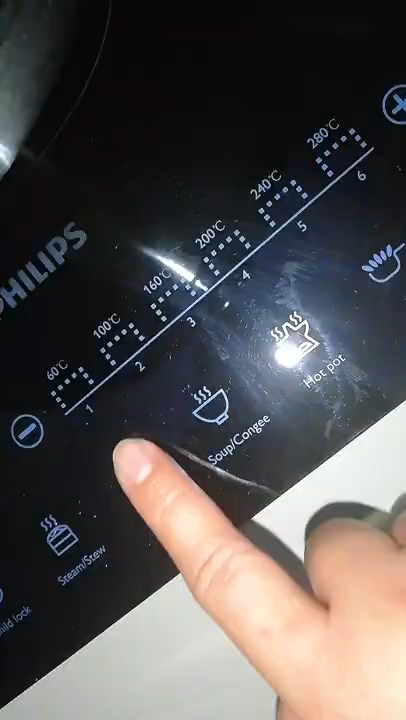 PHILIPS
60℃ 100℃ 160℃ 200℃ 240℃ 280℃
1 2 3 4 5 6
Hot pot
Soup/Congee
Steam/Stew
hild lock